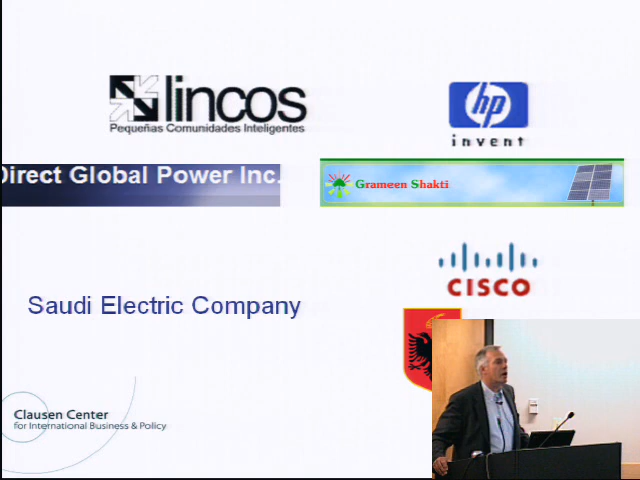 lincos
Pequeñas Comunidades Inteligentes
hp
invent
Direct Global Power Inc.
Grameen Shakti
CISCO
Saudi Electric Company
Clausen Center
for International Business & Policy